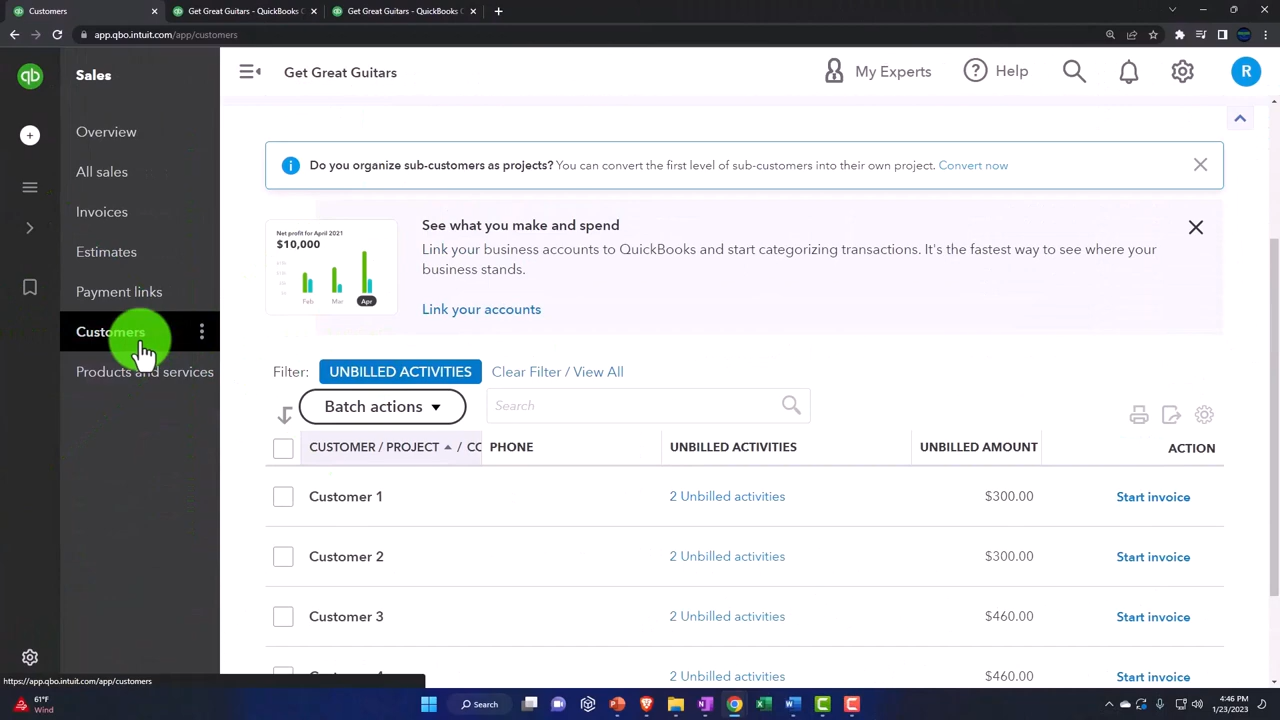 Customers
Get Great Guitars - QuickBooks C
Get Great Guitars - QuickBooks C
app.qbo.intuit.com/app/customers
qb
Sales
Get Great Guitars
My Experts
Help
R
Overview
All sales
Invoices
Estimates
Payment links
Customers
Products and services
Do you organize sub-customers as projects? You can convert the first level of sub-customers into their own project. Convert now
Net profit for April 2021
$10,000
Feb Mar Apr
See what you make and spend
Link your business accounts to QuickBooks and start categorizing transactions. It's the fastest way to see where your
business stands.
Link your accounts
Filter: UNBILLED ACTIVITIES Clear Filter / View All
Batch actions
Search
CUSTOMER / PROJECT / CC PHONE UNBILLED ACTIVITIES UNBILLED AMOUNT ACTION
Customer 1 2 Unbilled activities $300.00 Start invoice
Customer 2 2 Unbilled activities $300.00 Start invoice
Customer 3 2 Unbilled activities $460.00 Start invoice
2 Unbilled activities $460.00 Start invoice
https://app.qbo.intuit.com/app/customers
61°F
Wind
Search
4:46 PM
1/23/2023